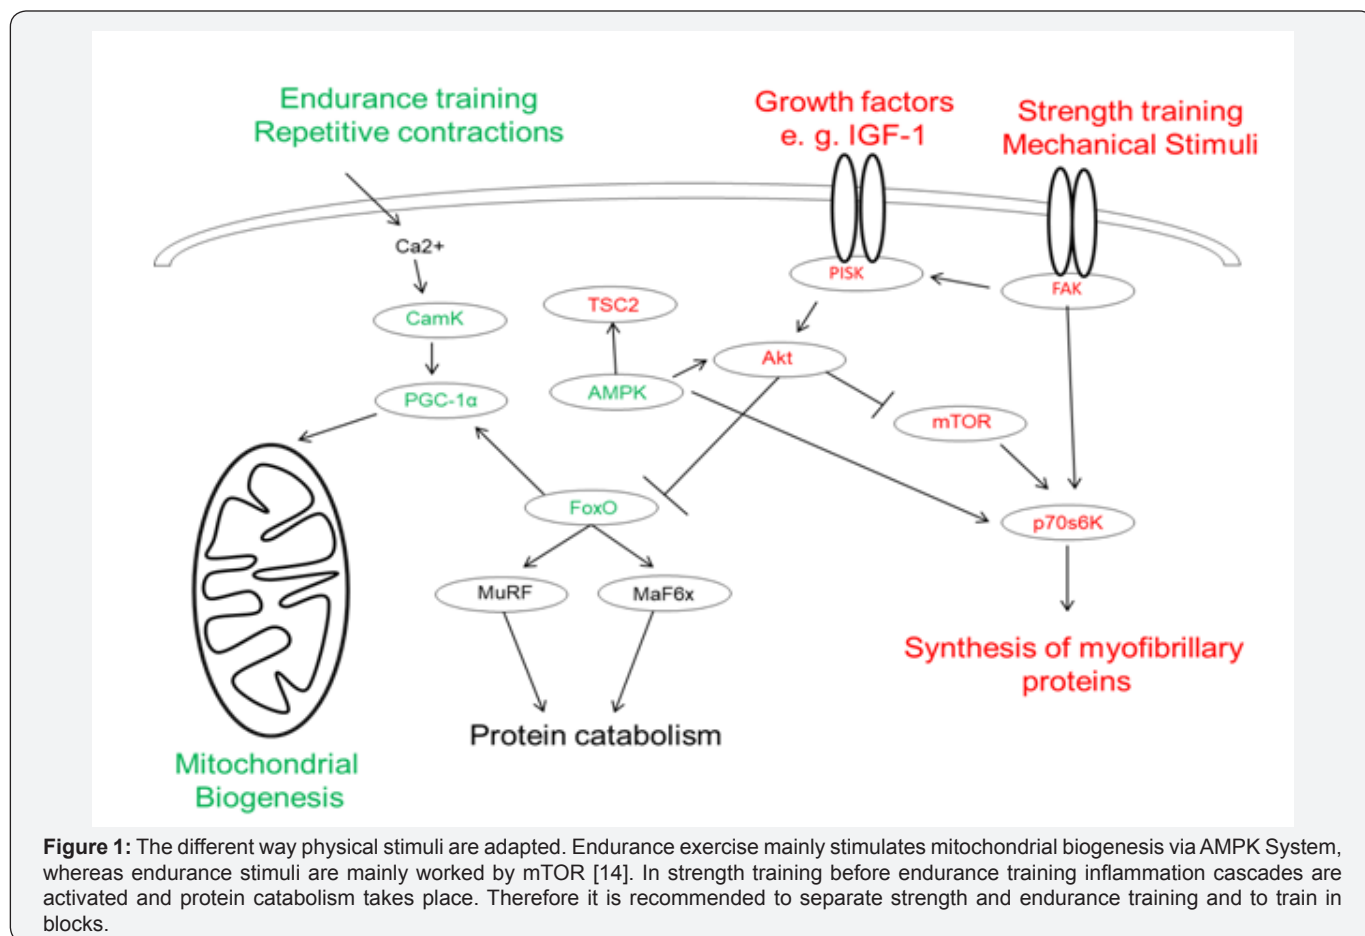 Endurance training
Repetitive contractions
Growth factors
e. g. IGF-1
Strength training
Mechanical Stimuli
Ca2+
PISK
FAK
TSC2
CamK
Akt
AMPK
PGC-1α
mTOR
FoxO
p70s6K
MuRF
MaF6x
Synthesis of myofibrillary
proteins
Protein catabolism
Mitochondrial
Biogenesis
Figure 1: The different way physical stimuli are adapted. Endurance exercise mainly stimulates mitochondrial biogenesis via AMPK System,
whereas endurance stimuli are mainly worked by mTOR [14]. In strength training before endurance training inflammation cascades are
activated and protein catabolism takes place. Therefore it is recommended to separate strength and endurance training and to train in
blocks.